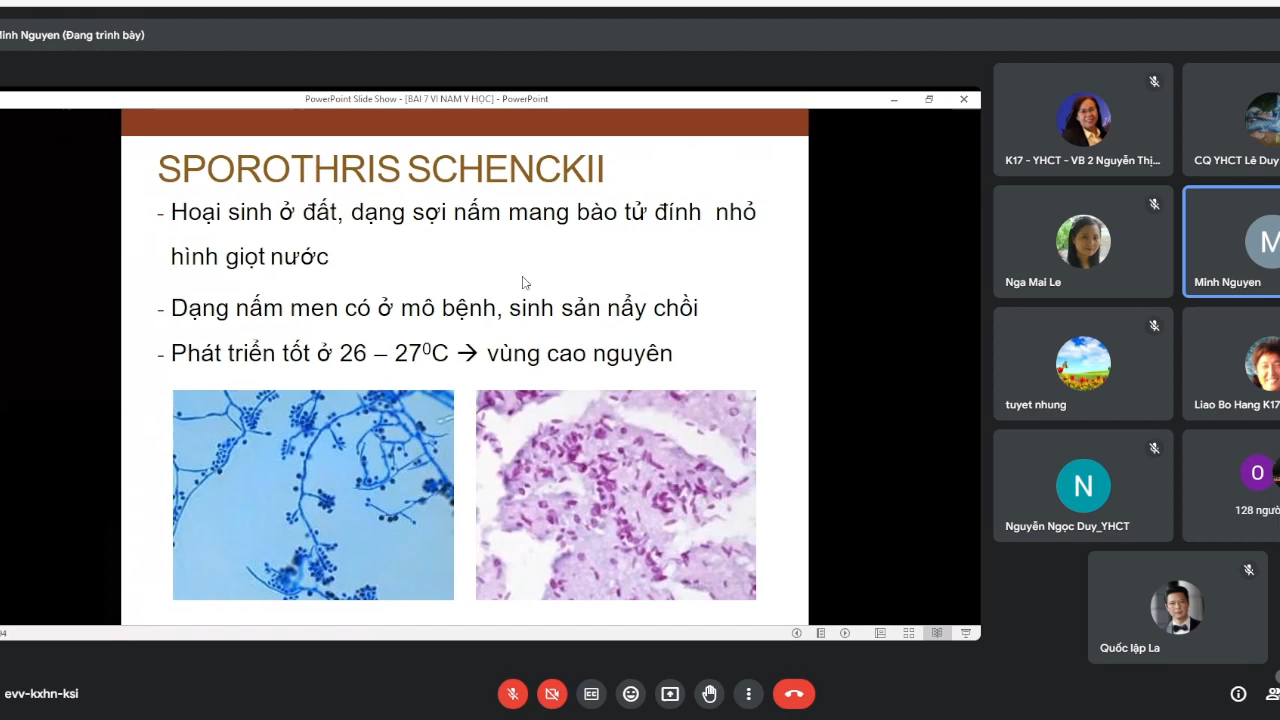 Minh Nguyen (Đang trình bày)
PowerPoint Slide Show - [BAI 7 VI NAM Y HỌC] - PowerPoint
SPOROTHRIS SCHENCKII
- Hoại sinh ở đất, dạng sợi nấm mang bào tử đính nhỏ
hình giọt nước
- Dạng nấm men có ở mô bệnh, sinh sản nẩy chồi
- Phát triển tốt ở 26 – 27⁰C → vùng cao nguyên
K17 - YHCT - VB 2 Nguyễn Thị...
CQ YHCT Lê Duy
Nga Mai Le
M
Minh Nguyen
tuyet nhung
Liao Bo Hang K17
N
Nguyễn Ngọc Duy_YHCT
O
128 ngườ
Quốc lập La
evv-kxhn-ksi